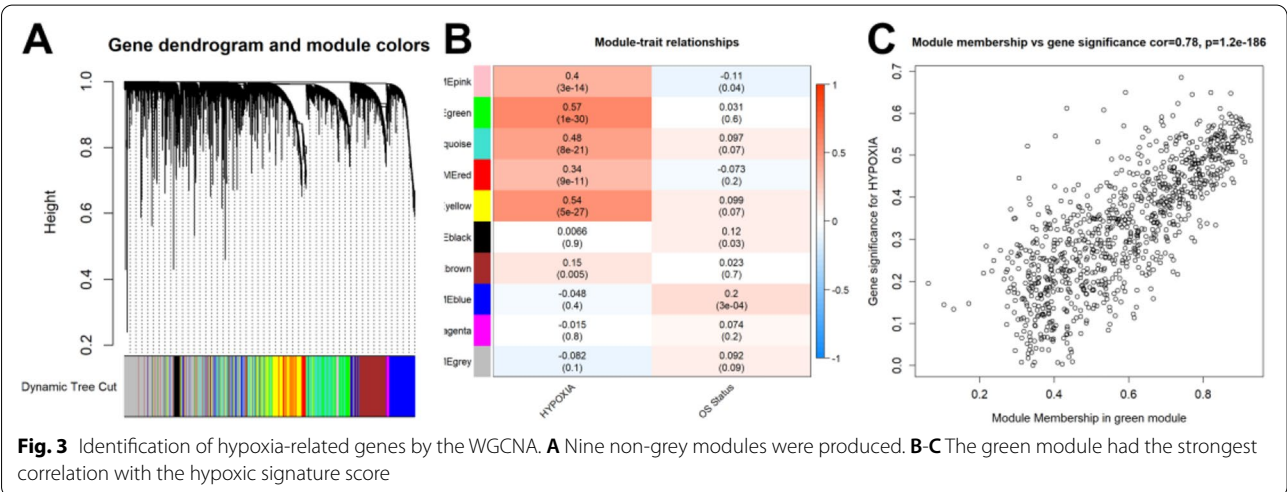 A
Gene dendrogram and module colors
Height
1.0
0.8
0.6
0.4
0.2
Dynamic Tree Cut
B
Module-trait relationships
MEpink
0.4
(3e-14)
-0.11
(0.04)
green
0.57
(1e-30)
0.031
(0.6)
quoise
0.48
(8e-21)
0.097
(0.07)
MEred
0.34
(9e-11)
-0.073
(0.2)
yellow
0.54
(5e-27)
0.099
(0.07)
black
0.0066
(0.9)
0.12
(0.03)
brown
0.15
(0.005)
0.023
(0.7)
MEblue
-0.048
(0.4)
0.2
(3e-04)
agenta
-0.015
(0.8)
0.074
(0.2)
MEgrey
-0.082
(0.1)
0.092
(0.09)
HYPOXIA
OS Status
1
0.5
0
-0.5
-1
C
Module membership vs gene significance cor=0.78, p=1.2e-186
Gene significance for HYPOXIA
0.7
0.6
0.5
0.4
0.3
0.2
0.1
0.0
0.2
0.4
0.6
0.8
Module Membership in green module
Fig. 3 Identification of hypoxia-related genes by the WGCNA. A Nine non-grey modules were produced. B-C The green module had the strongest
correlation with the hypoxic signature score